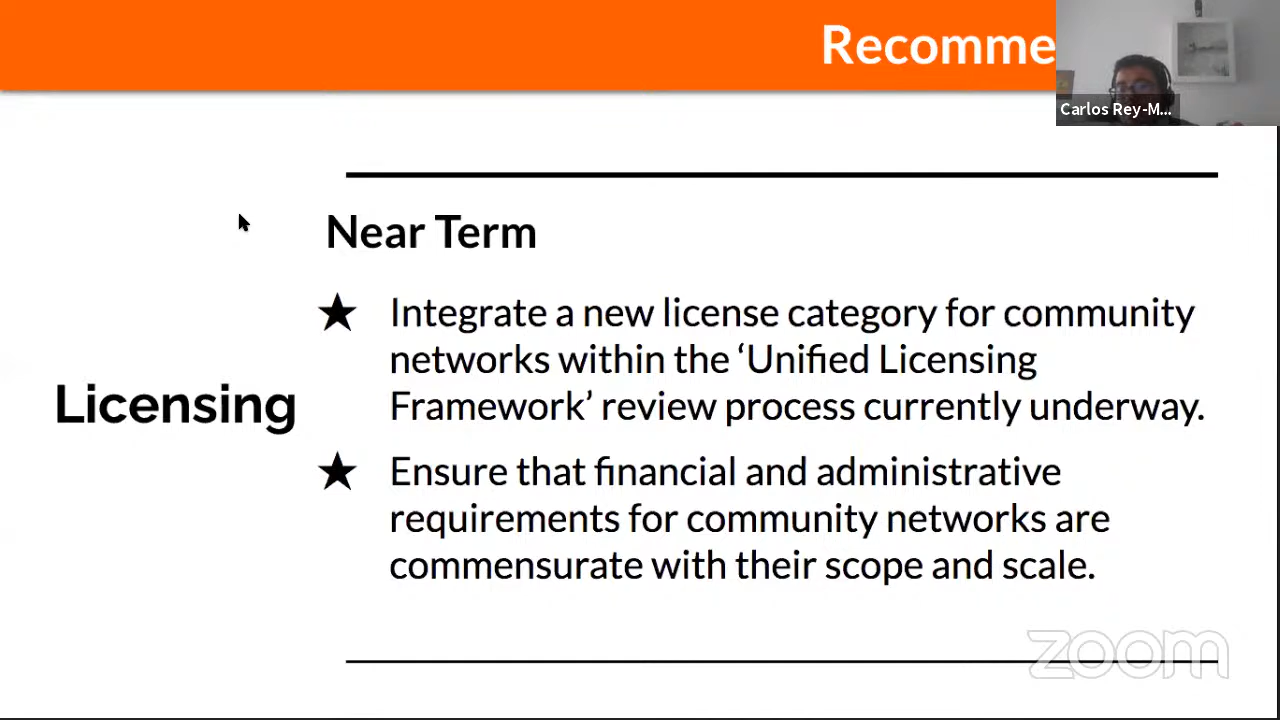 Recomme
Carlos Rey-M...
Near Term
★ Integrate a new license category for community
networks within the ‘Unified Licensing
Framework’ review process currently underway.
Licensing
★ Ensure that financial and administrative
requirements for community networks are
commensurate with their scope and scale.
zoom